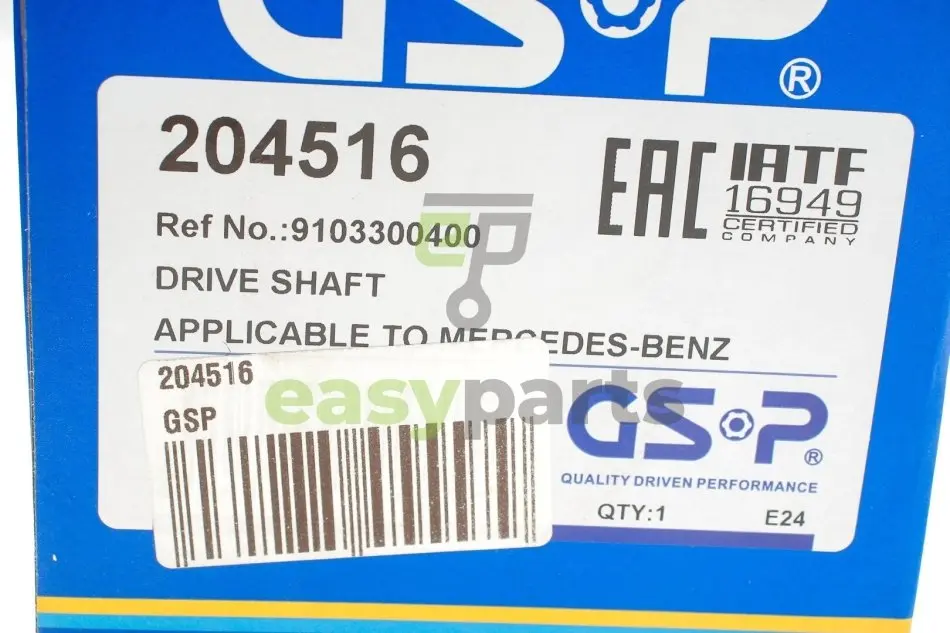 GSP®
204516
EAC
IATF
16949
CERTIFIED
COMPANY
Ref No.:9103300400
DRIVE SHAFT
APPLICABLE TO MERCEDES-BENZ
204516
GSP
easyparts
GSP®
QUALITY DRIVEN PERFORMANCE
QTY:1
E24
ep